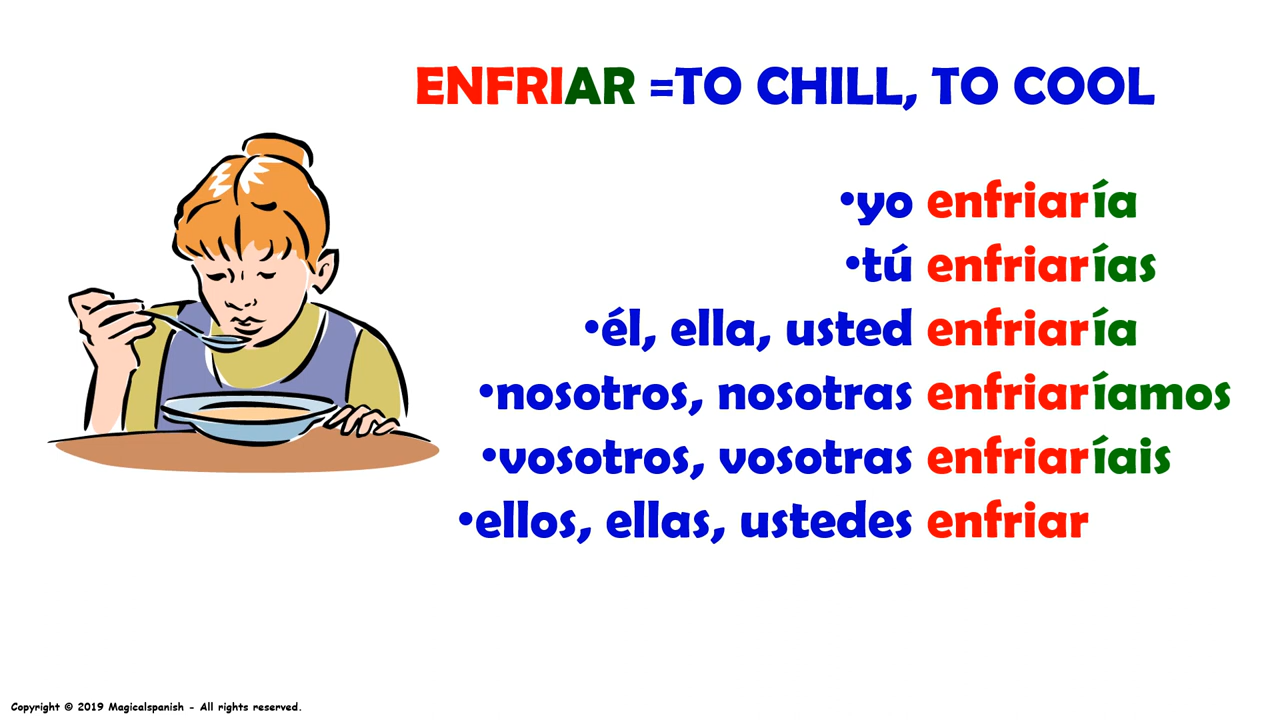 ENFRIAR =TO CHILL, TO COOL
•yo enfriaría
•tú enfriarías
•él, ella, usted enfriaría
•nosotros, nosotras enfriaríamos
•vosotros, vosotras enfriaríais
•ellos, ellas, ustedes enfriar
Copyright © 2019 Magicalspanish - All rights reserved.